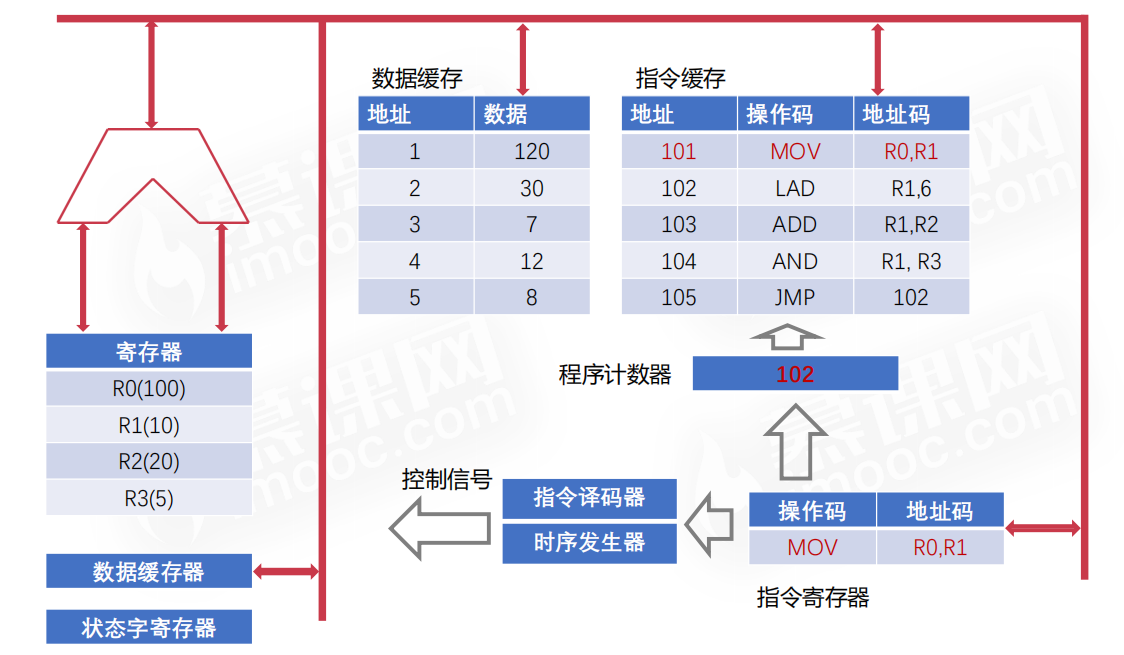 数据缓存
地址 数据
1 120
2 30
3 7
4 12
5 8
指令缓存
地址 操作码 地址码
101 MOV R0,R1
102 LAD R1,6
103 ADD R1,R2
104 AND R1, R3
105 JMP 102
程序计数器 102
寄存器
R0(100)
R1(10)
R2(20)
R3(5)
数据缓存器
状态字寄存器
控制信号
指令译码器
时序发生器
操作码 地址码
MOV R0,R1
指令寄存器
慕课网
imooc.com
慕课网
imooc.com